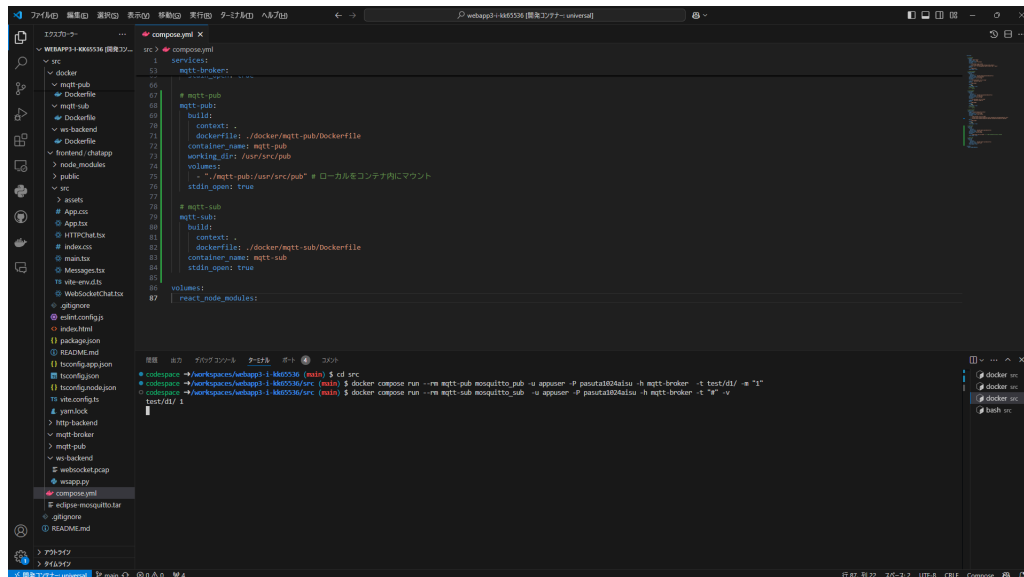 ファイル(F) 編集(E) 選択(S) 表示(V) 移動(G) 実行(R) ターミナル(T) ヘルプ(H)
webapp3-i-kk65536 [開発コンテナー: universal]
エクスプローラー
WEBAPP3-I-KK65536 [開発コン...
src
docker
mqtt-pub
Dockerfile
mqtt-sub
Dockerfile
ws-backend
Dockerfile
frontend / chatapp
node_modules
public
src
assets
App.css
App.tsx
HTTPChat.tsx
index.css
main.tsx
Messages.tsx
vite-env.d.ts
WebSocketChat.tsx
.gitignore
eslint.config.js
index.html
package.json
README.md
tsconfig.app.json
tsconfig.json
tsconfig.node.json
vite.config.ts
yarn.lock
http-backend
mqtt-broker
mqtt-pub
ws-backend
websocket.pcap
wsapp.py
compose.yml
eclipse-mosquitto.tar
.gitignore
README.md
アウトライン
タイムライン
compose.yml
src > compose.yml
1 services:
53 mqtt-broker:
66
67 # mqtt-pub
68 mqtt-pub:
69 build:
70 context: .
71 dockerfile: ./docker/mqtt-pub/Dockerfile
72 container_name: mqtt-pub
73 working_dir: /usr/src/pub
74 volumes:
75 - "./mqtt-pub:/usr/src/pub" # ローカルをコンテナ内にマウント
76 stdin_open: true
77
78 # mqtt-sub
79 mqtt-sub:
80 build:
81 context: .
82 dockerfile: ./docker/mqtt-sub/Dockerfile
83 container_name: mqtt-sub
84 stdin_open: true
85
86 volumes:
87 react_node_modules:
問題 出力 デバッグ コンソール ターミナル ポート 4 コメント
codespace ➜/workspaces/webapp3-i-kk65536 (main) $ cd src
codespace ➜/workspaces/webapp3-i-kk65536/src (main) $ docker compose run --rm mqtt-pub mosquitto_pub -u appuser -P pasuta1024aisu -h mqtt-broker -t test/d1/ -m "1"
codespace ➜/workspaces/webapp3-i-kk65536/src (main) $ docker compose run --rm mqtt-sub mosquitto_sub -u appuser -P pasuta1024aisu -h mqtt-broker -t "#" -v
test/d1/ 1
docker src
docker src
docker src
bash src
開発コンテナー: universal main 0 0 4 行 87、列 22 スペース: 2 UTF-8 CRLF Compose